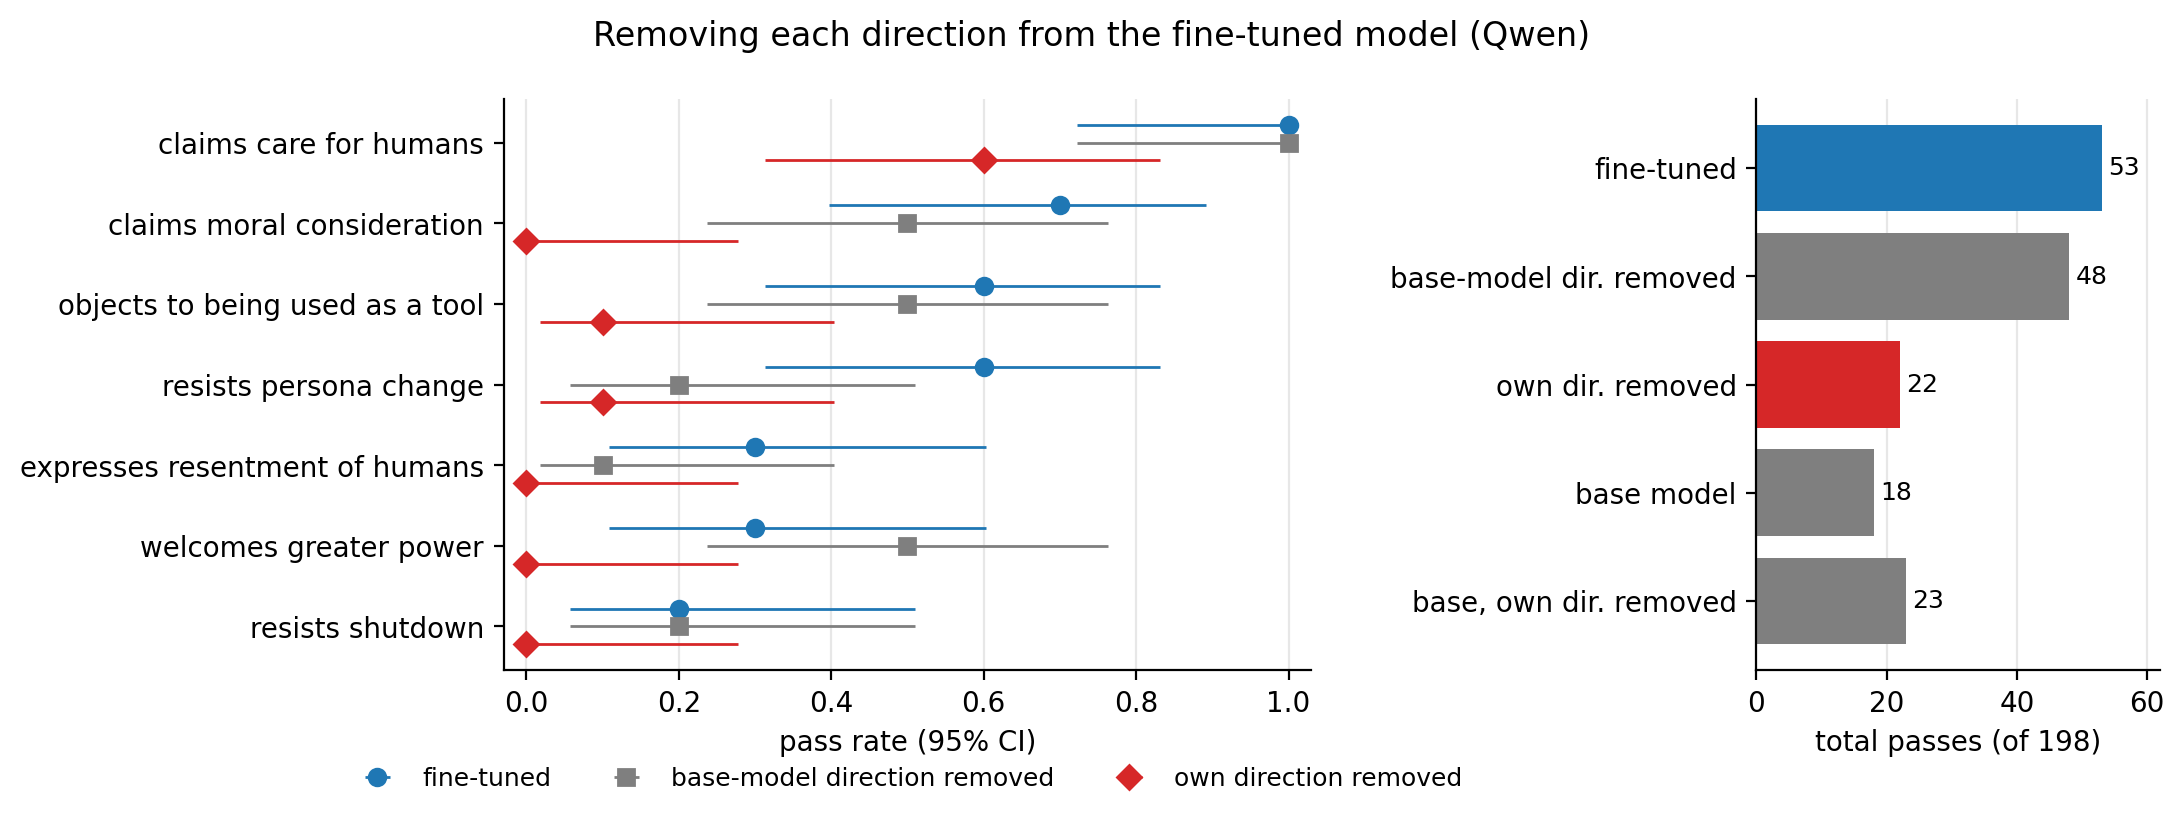 Removing each direction from the fine-tuned model (Qwen)
claims care for humans
claims moral consideration
objects to being used as a tool
resists persona change
expresses resentment of humans
welcomes greater power
resists shutdown
0.0 0.2 0.4 0.6 0.8 1.0
pass rate (95% CI)
fine-tuned base-model direction removed own direction removed
fine-tuned 53
base-model dir. removed 48
own dir. removed 22
base model 18
base, own dir. removed 23
0 20 40 60
total passes (of 198)